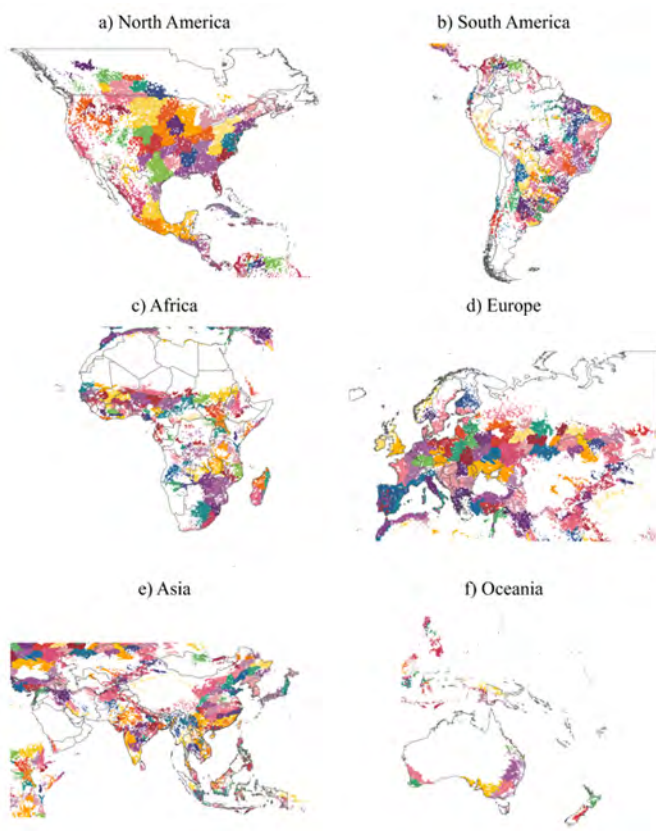 a) North America
b) South America
c) Africa
d) Europe
e) Asia
f) Oceania